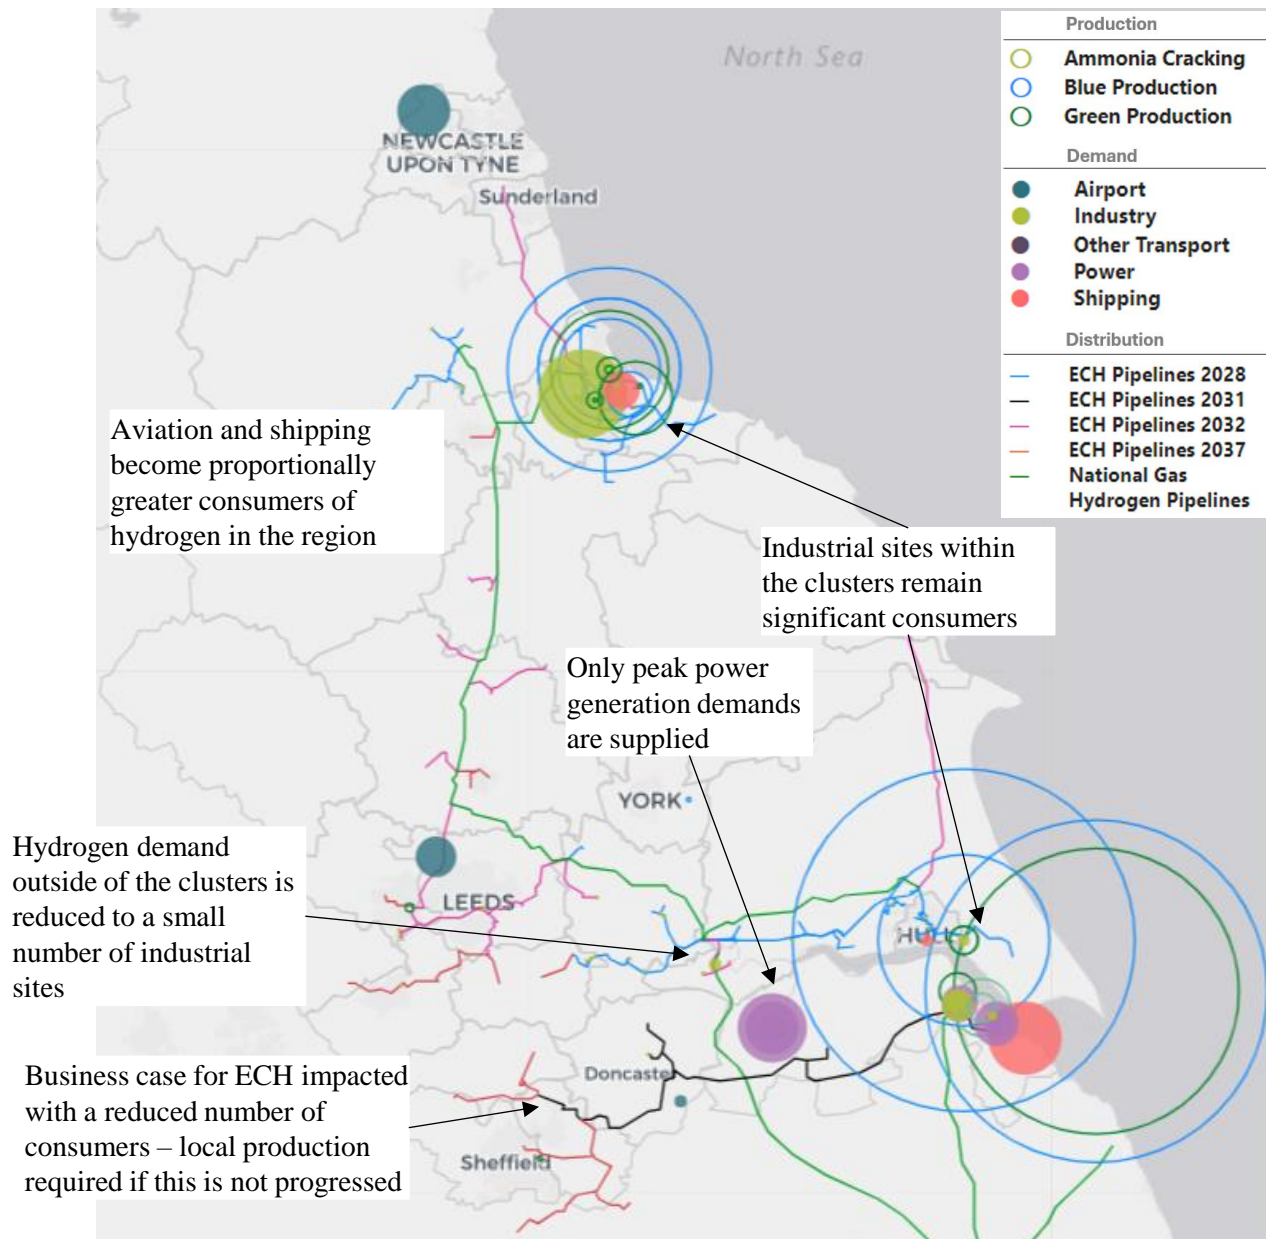 North Sea
Production
Ammonia Cracking
Blue Production
Green Production
Demand
Airport
Industry
Other Transport
Power
Shipping
Distribution
ECH Pipelines 2028
ECH Pipelines 2031
ECH Pipelines 2032
ECH Pipelines 2037
National Gas
Hydrogen Pipelines
NEWCASTLE
UPON TYNE
Sunderland
Aviation and shipping
become proportionally
greater consumers of
hydrogen in the region
Industrial sites within
the clusters remain
significant consumers
Only peak power
generation demands
are supplied
YORK
Hydrogen demand
outside of the clusters is
reduced to a small
number of industrial
sites
LEEDS
HULL
Business case for ECH impacted
with a reduced number of
consumers – local production
required if this is not progressed
Doncaster
Sheffield